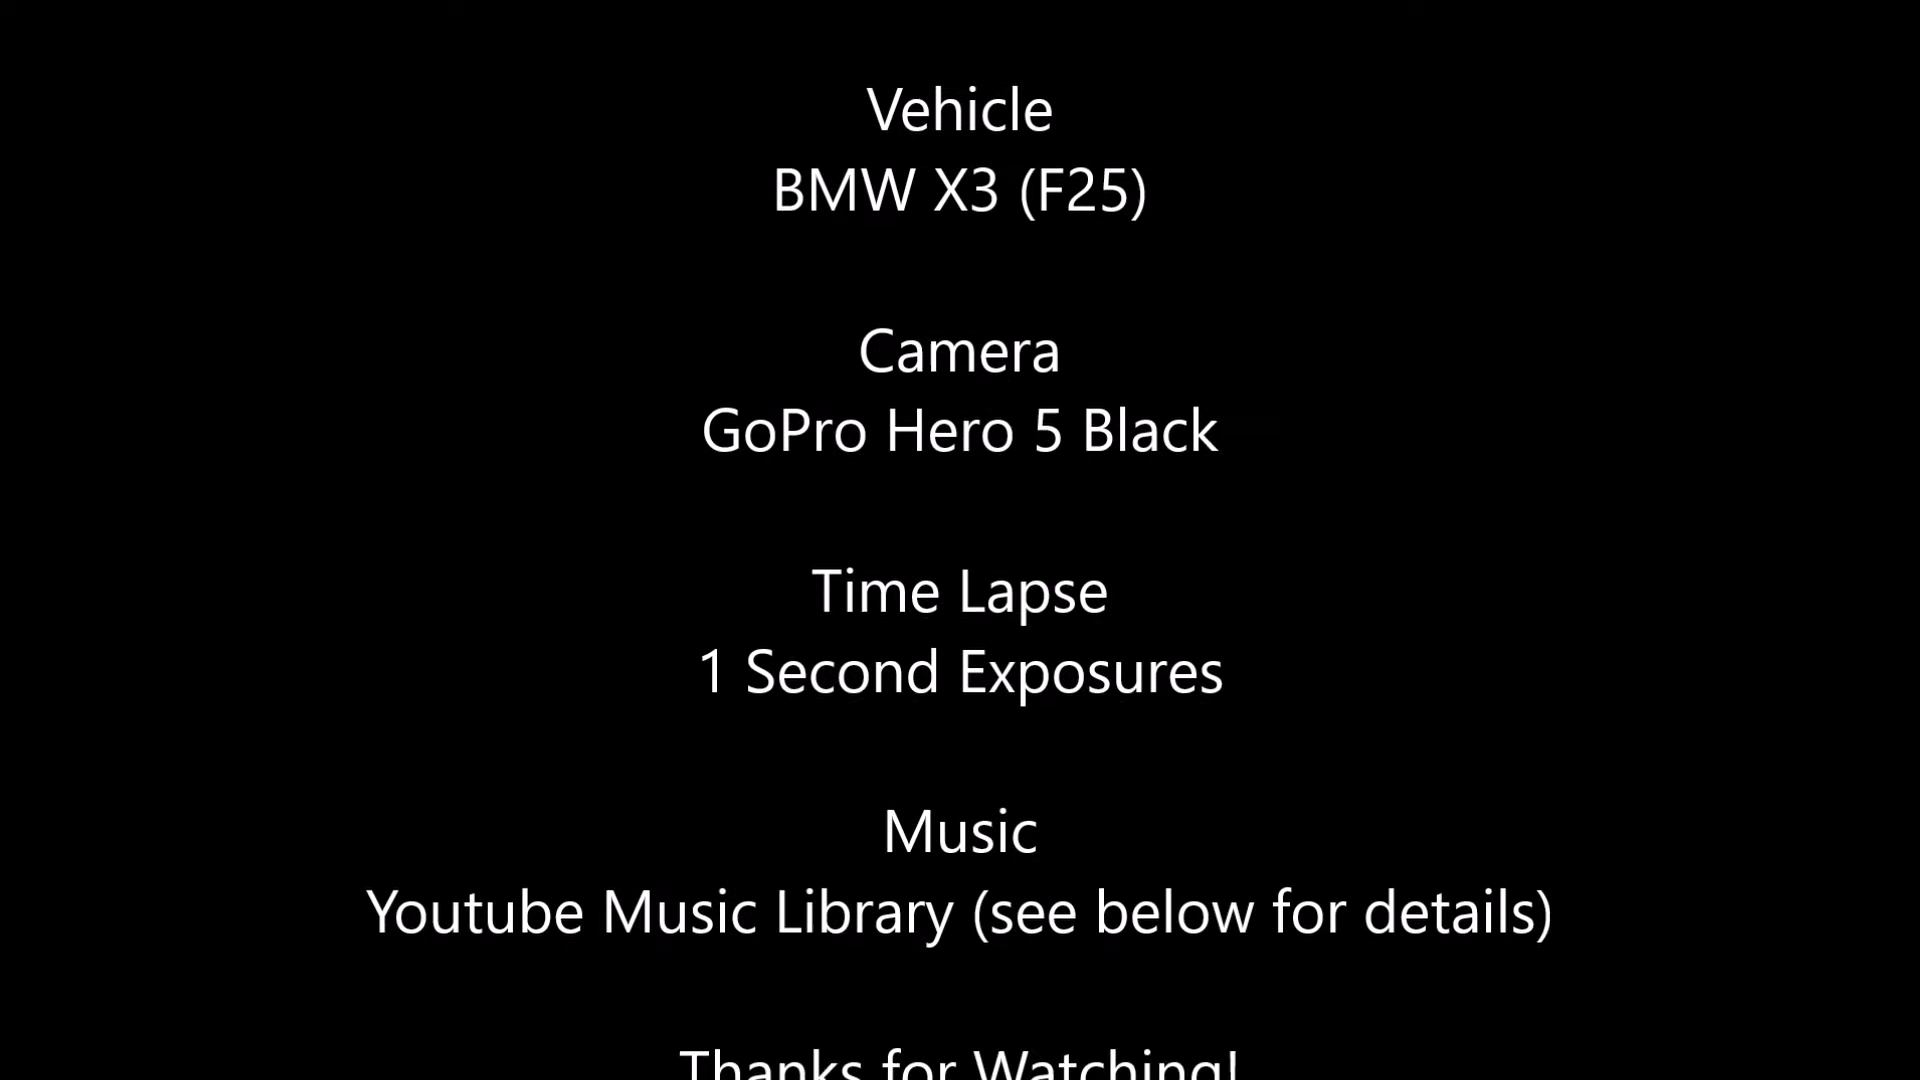 Vehicle
BMW X3 (F25)
Camera
GoPro Hero 5 Black
Time Lapse
1 Second Exposures
Music
Youtube Music Library (see below for details)
Thanks for Watching!